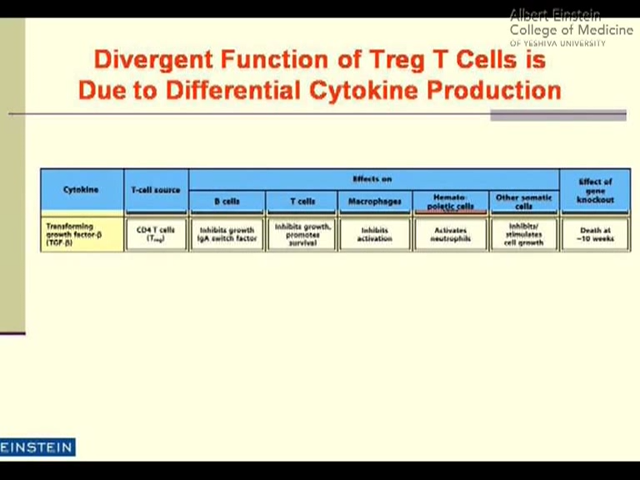 Albert Einstein
College of Medicine
OF YESHIVA UNIVERSITY
Divergent Function of Treg T Cells is
Due to Differential Cytokine Production
Cytokine
T-cell source
Effects on
Effect of
gene
knockout
B cells
T cells
Macrophages
Hemato-
poietic cells
Other somatic
cells
Transforming
growth factor-β
(TGF-β)
CD4 T cells
(Treg)
Inhibits growth
IgA switch factor
Inhibits growth,
promotes
survival
Inhibits
activation
Activates
neutrophils
Inhibits/
stimulates
cell growth
Death at
~10 weeks
EINSTEIN